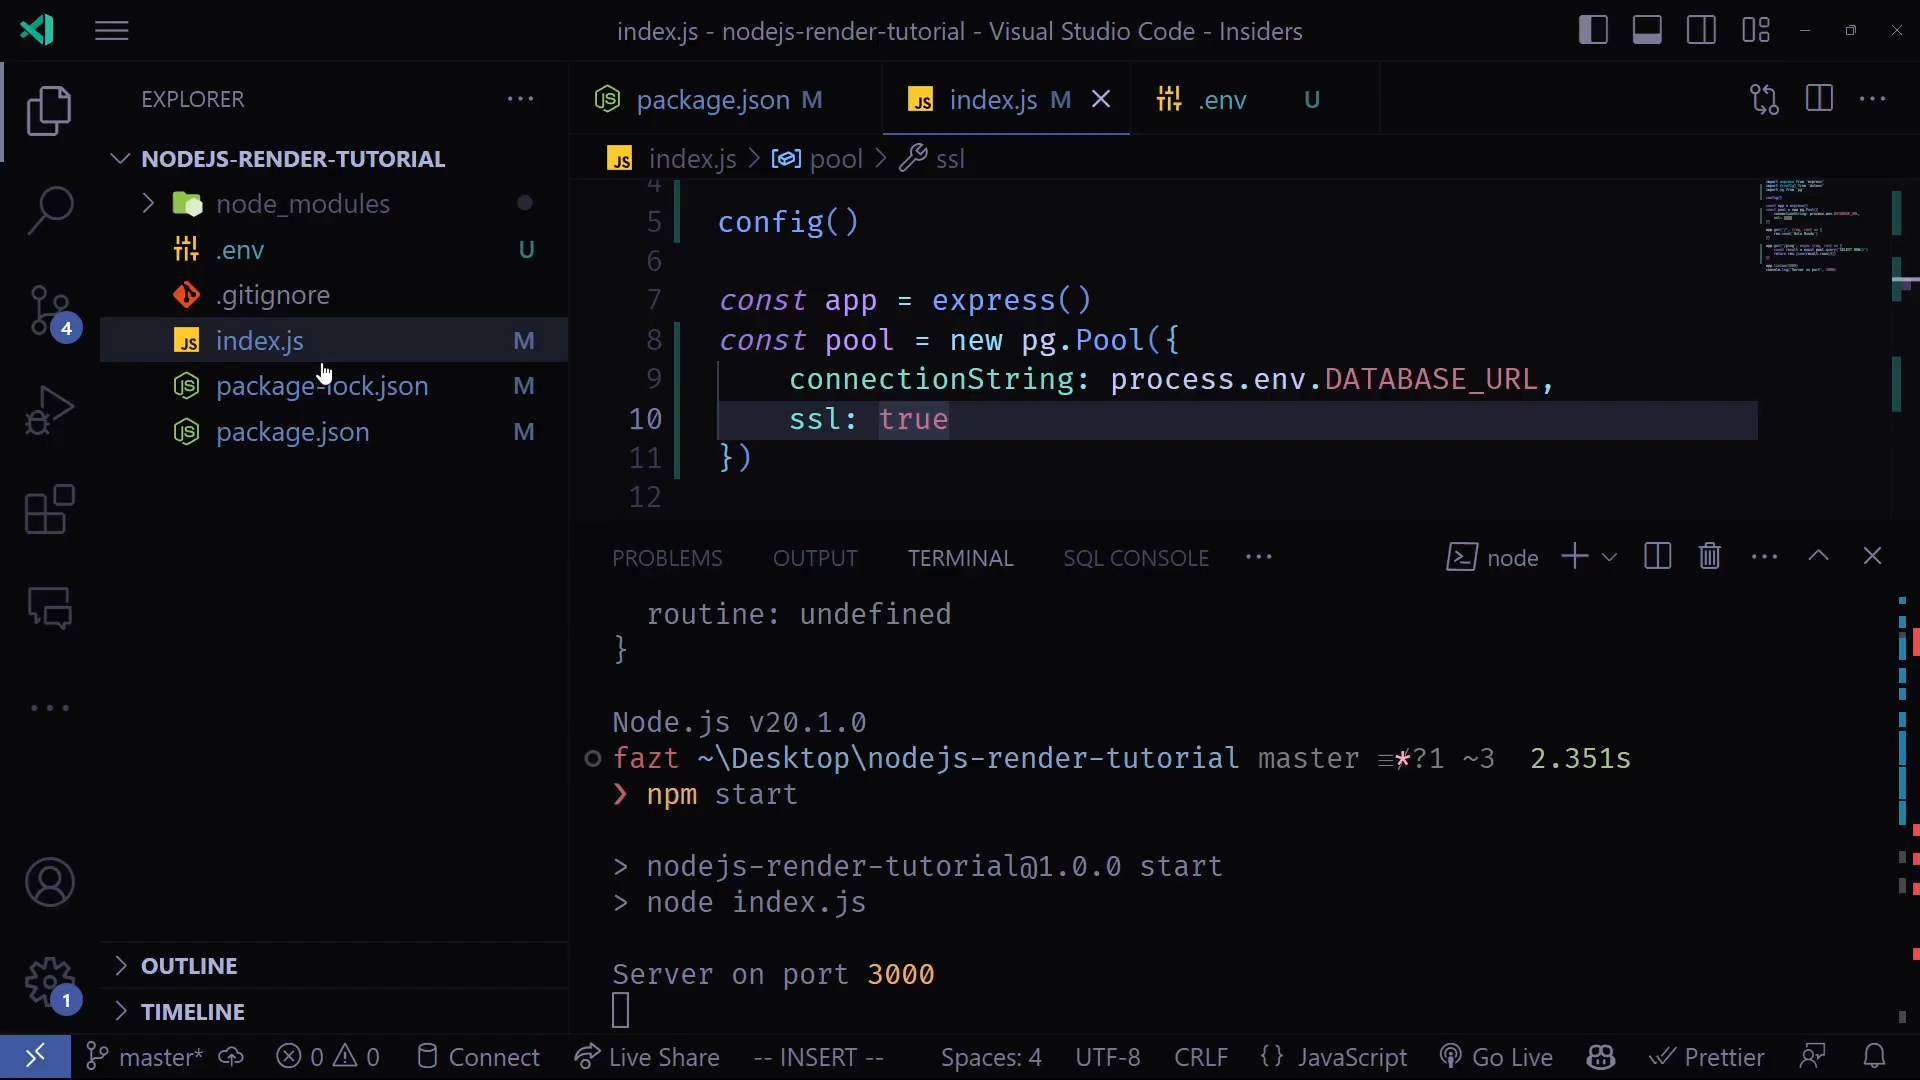 index.js - nodejs-render-tutorial - Visual Studio Code - Insiders
EXPLORER
NODEJS-RENDER-TUTORIAL
node_modules
.env U
.gitignore
index.js M
package-lock.json M
package.json M
OUTLINE
TIMELINE
4
1
package.json M
index.js M
.env U
index.js > pool > ssl
4
5 config()
6
7 const app = express()
8 const pool = new pg.Pool({
9 connectionString: process.env.DATABASE_URL,
10 ssl: true
11 })
12
PROBLEMS OUTPUT TERMINAL SQL CONSOLE
node
routine: undefined
}
Node.js v20.1.0
fazt ~\Desktop\nodejs-render-tutorial master ≡ ?1 ~3 2.351s
❯ npm start
> nodejs-render-tutorial@1.0.0 start
> node index.js
Server on port 3000
master* 0 0 Connect Live Share -- INSERT -- Spaces: 4 UTF-8 CRLF {} JavaScript Go Live Prettier